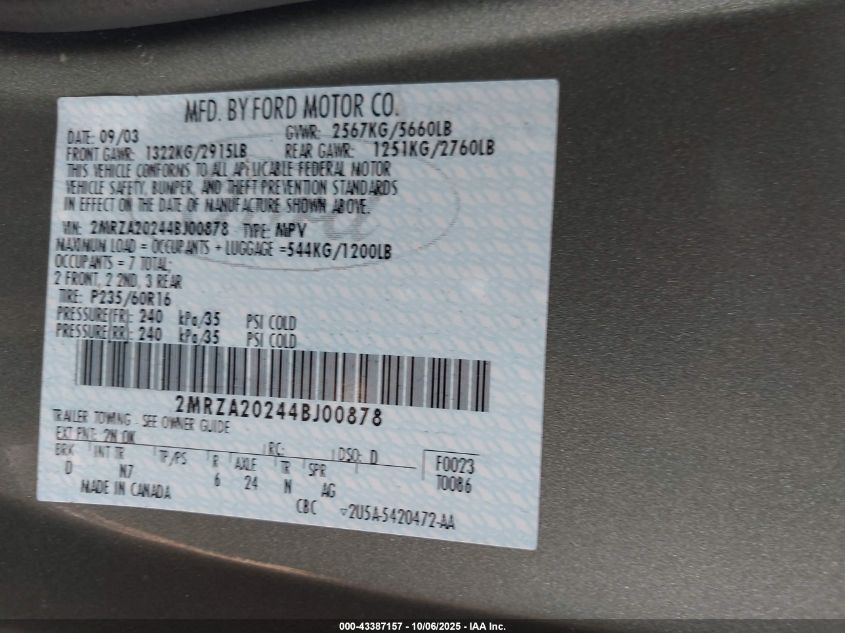 MFD. BY FORD MOTOR CO.
DATE: 09/03 GVWR: 2567KG/5660LB
FRONT GAWR: 1322KG/2915LB REAR GAWR: 1251KG/2760LB
THIS VEHICLE CONFORMS TO ALL APPLICABLE FEDERAL MOTOR
VEHICLE SAFETY, BUMPER, AND THEFT PREVENTION STANDARDS
IN EFFECT ON THE DATE OF MANUFACTURE SHOWN ABOVE.
VIN: 2MRZA20244BJ00878 TYPE: MPV
MAXIMUM LOAD = OCCUPANTS + LUGGAGE =544KG/1200LB
OCCUPANTS = 7 TOTAL:
2 FRONT, 2 2ND, 3 REAR
TIRE: P235/60R16
PRESSURE(FR): 240 kPa/35 PSI COLD
PRESSURE(RR): 240 kPa/35 PSI COLD
2MRZA20244BJ00878
TRAILER TOWING - SEE OWNER GUIDE
EXT PNT: 2N OK RC: DSO: D F0023
BRK INT TR TP/PS R AXLE TR SPR T0086
D N7 6 24 N AG
MADE IN CANADA CBC ▽2U5A-5420472-AA
000-43387157 - 10/06/2025 - IAA Inc.